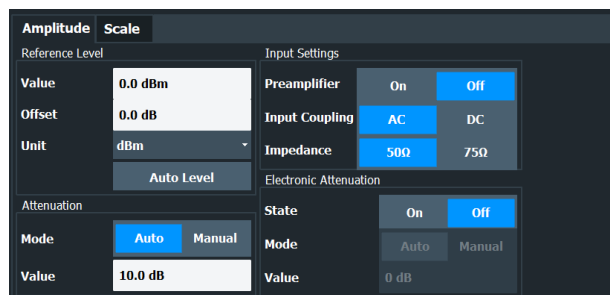 Amplitude Scale
Reference Level
Value 0.0 dBm
Offset 0.0 dB
Unit dBm
Auto Level
Attenuation
Mode Auto Manual
Value 10.0 dB
Input Settings
Preamplifier On Off
Input Coupling AC DC
Impedance 50Ω 75Ω
Electronic Attenuation
State On Off
Mode Auto Manual
Value 0 dB